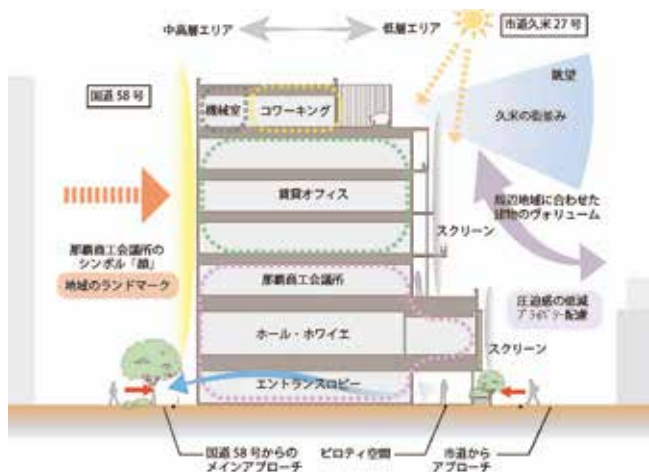 中高層エリア
低層エリア
市道久米27号
国道58号
眺望
久米の街並み
機械室
コワーキング
賃貸オフィス
周辺地域に合わせた
建物のヴォリューム
スクリーン
那覇商工会議所の
シンボル「顔」
地域のランドマーク
那覇商工会議所
圧迫感の低減
プライバシー配慮
ホール・ホワイエ
スクリーン
エントランスロビー
国道58号からの
メインアプローチ
ピロティ空間
市道から
アプローチ